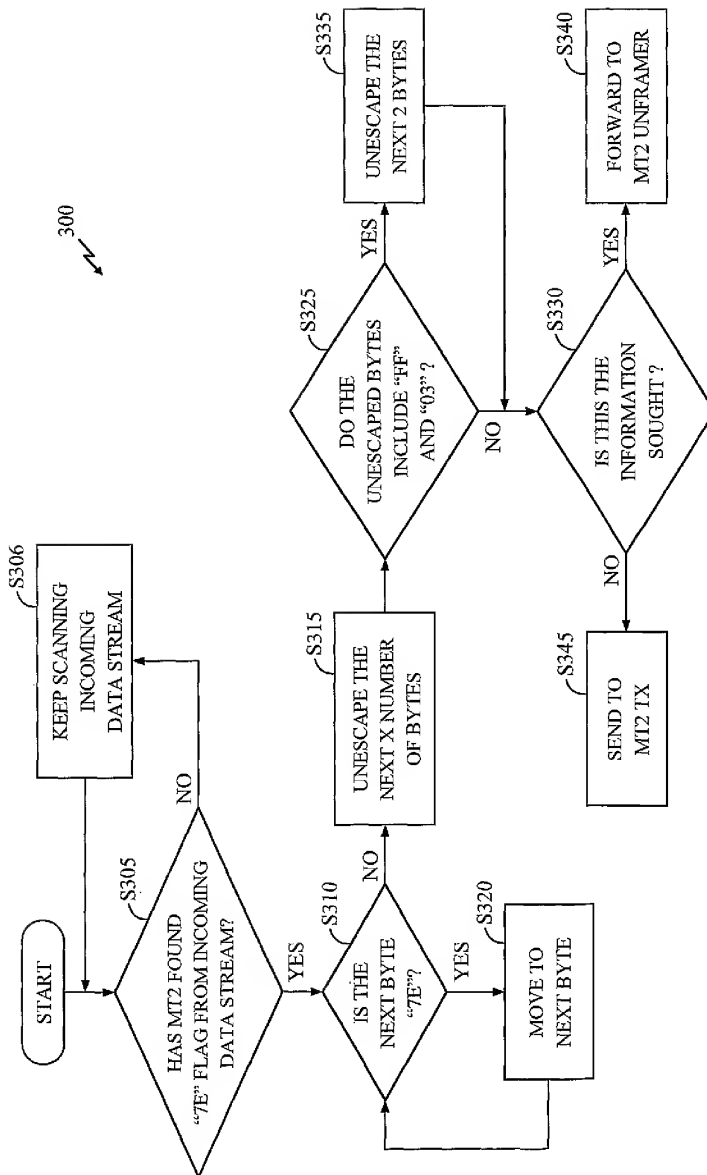 300
START
S306
KEEP SCANNING
INCOMING
DATA STREAM
S305
HAS MT2 FOUND
“7E” FLAG FROM INCOMING
DATA STREAM?
NO
YES
S310
IS THE
NEXT BYTE
“7E”?
NO
YES
S320
MOVE TO
NEXT BYTE
S315
UNESCAPE THE
NEXT X NUMBER
OF BYTES
S325
DO THE
UNESCAPED BYTES
INCLUDE “FF”
AND “03” ?
YES
NO
S335
UNESCAPE THE
NEXT 2 BYTES
S330
IS THIS THE
INFORMATION
SOUGHT ?
YES
NO
S340
FORWARD TO
MT2 UNFRAMER
S345
SEND TO
MT2 TX